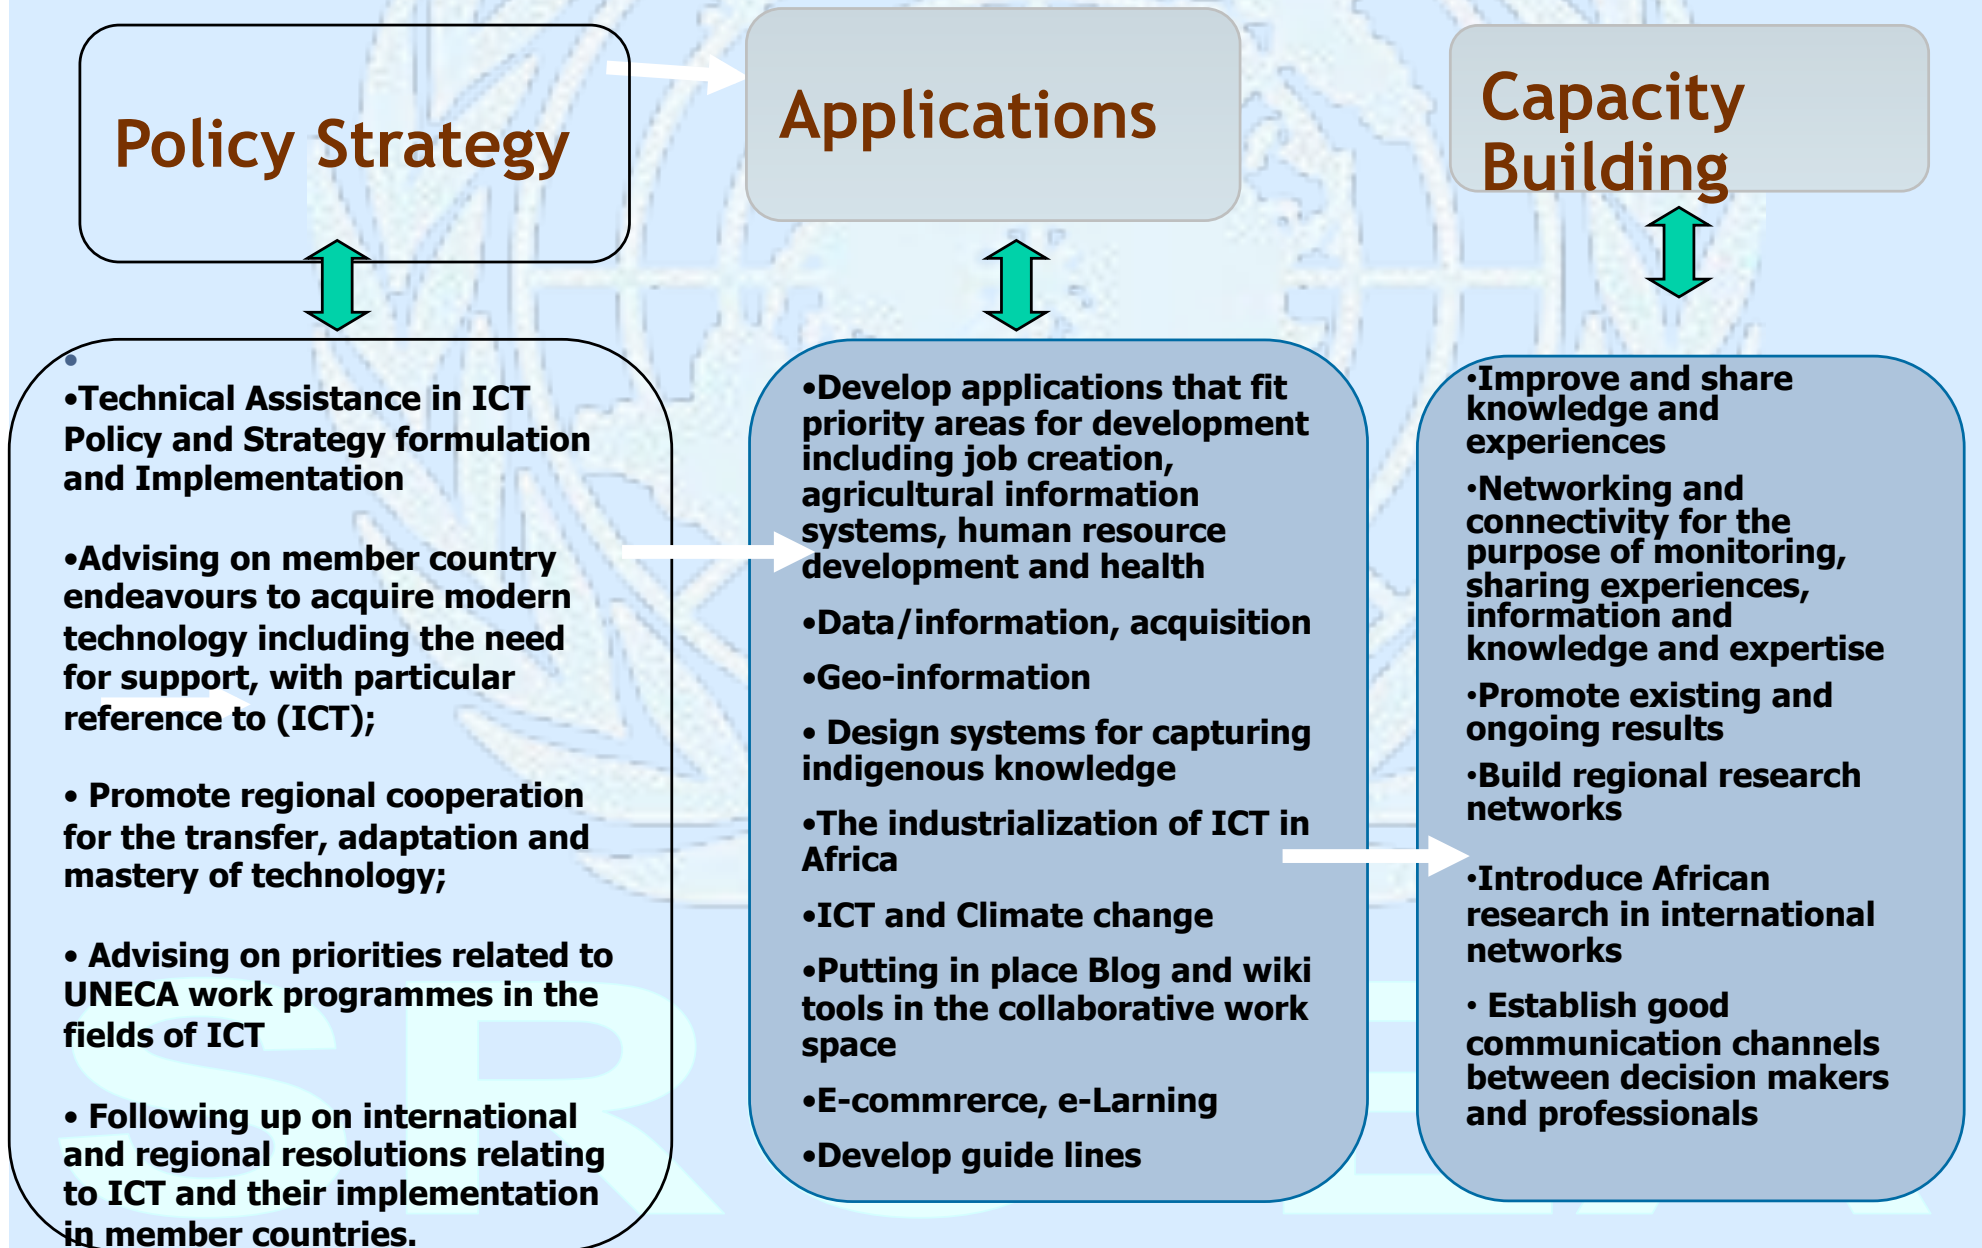 Policy Strategy
Applications
Capacity
Building
•
•Technical Assistance in ICT
Policy and Strategy formulation
and Implementation
•Advising on member country
endeavours to acquire modern
technology including the need
for support, with particular
reference to (ICT);
• Promote regional cooperation
for the transfer, adaptation and
mastery of technology;
• Advising on priorities related to
UNECA work programmes in the
fields of ICT
• Following up on international
and regional resolutions relating
to ICT and their implementation
in member countries.
•Develop applications that fit
priority areas for development
including job creation,
agricultural information
systems, human resource
development and health
•Data/information, acquisition
•Geo-information
• Design systems for capturing
indigenous knowledge
•The industrialization of ICT in
Africa
•ICT and Climate change
•Putting in place Blog and wiki
tools in the collaborative work
space
•E-commrerce, e-Larning
•Develop guide lines
•Improve and share
knowledge and
experiences
•Networking and
connectivity for the
purpose of monitoring,
sharing experiences,
information and
knowledge and expertise
•Promote existing and
ongoing results
•Build regional research
networks
•Introduce African
research in international
networks
• Establish good
communication channels
between decision makers
and professionals